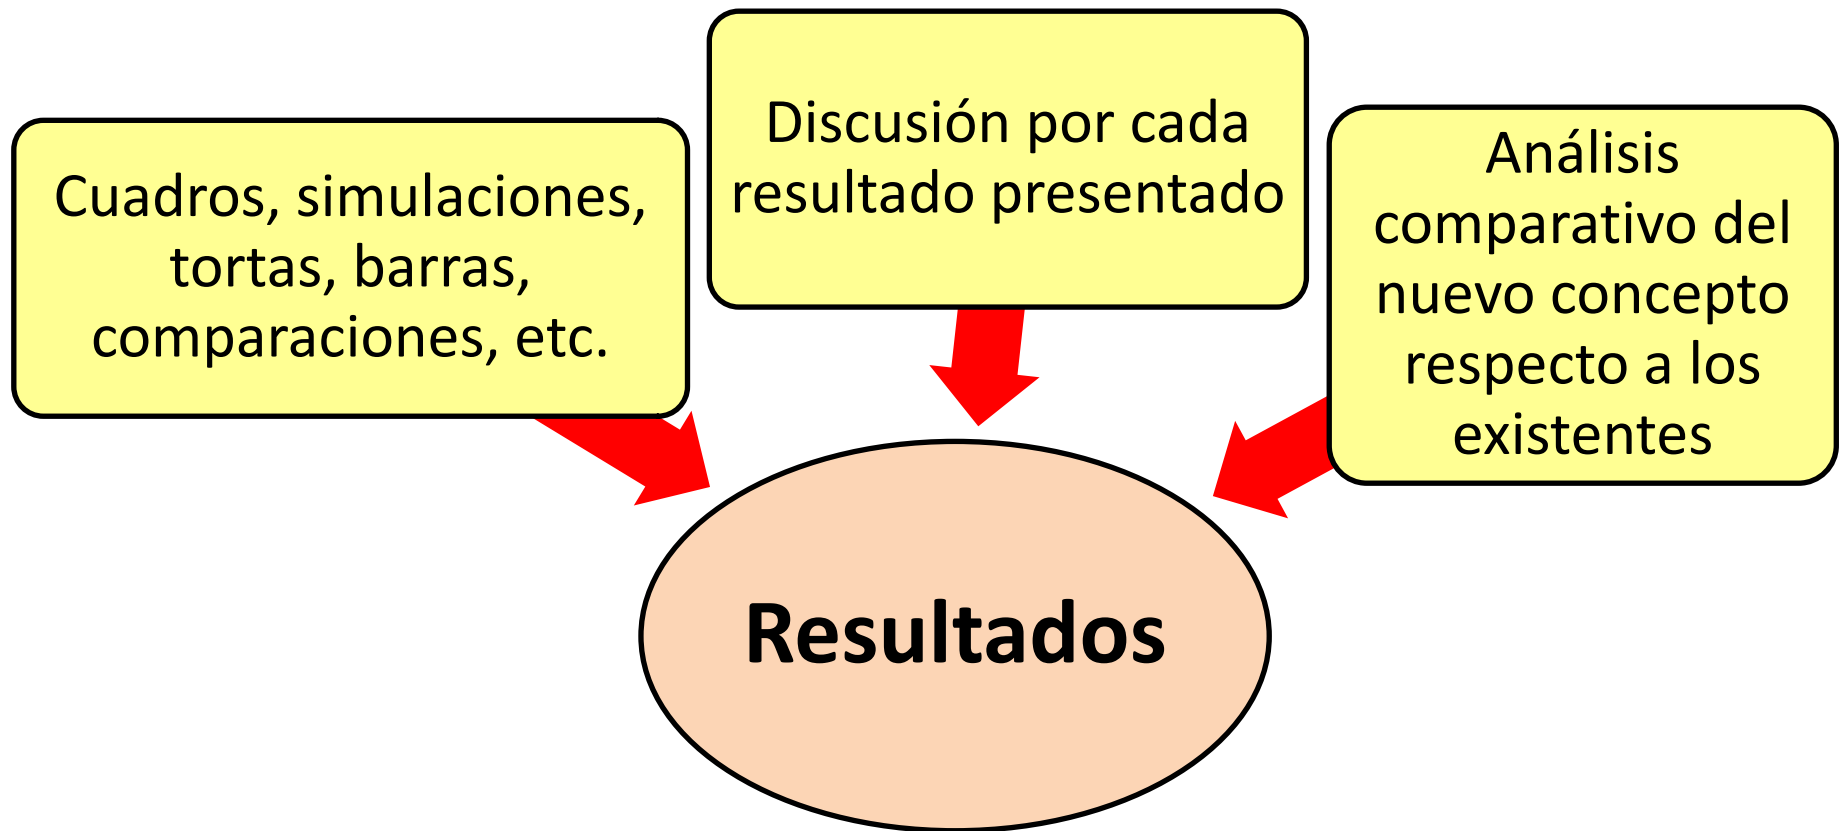 Cuadros, simulaciones,
tortas, barras,
comparaciones, etc.
Discusión por cada
resultado presentado
Análisis
comparativo del
nuevo concepto
respecto a los
existentes
Resultados